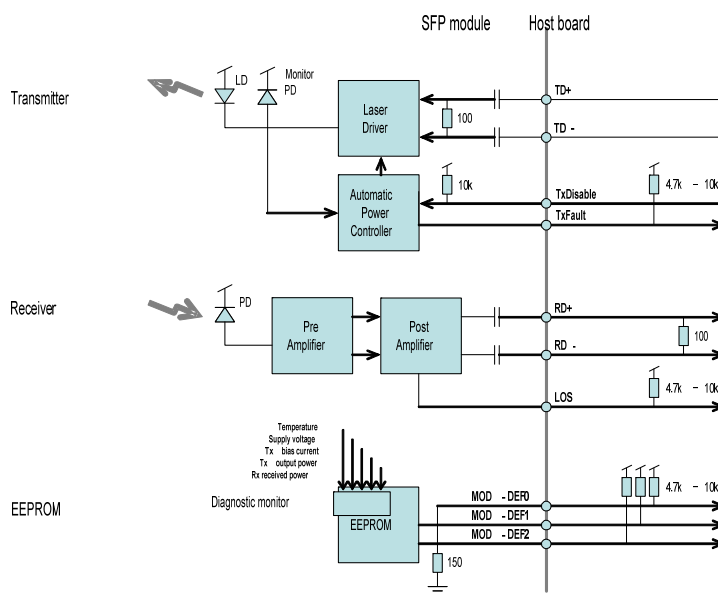 SFP module
Host board
Transmitter
LD
Monitor
PD
Laser
Driver
100
TD+
TD -
Automatic
Power
Controller
10k
4.7k - 10k
TxDisable
TxFault
Receiver
PD
Pre
Amplifier
Post
Amplifier
RD+
RD -
100
LOS
4.7k - 10k
Temperature
Supply voltage
Tx bias current
Tx output power
Rx received power
Diagnostic monitor
EEPROM
EEPROM
MOD - DEF0
MOD - DEF1
MOD - DEF2
4.7k - 10k
150